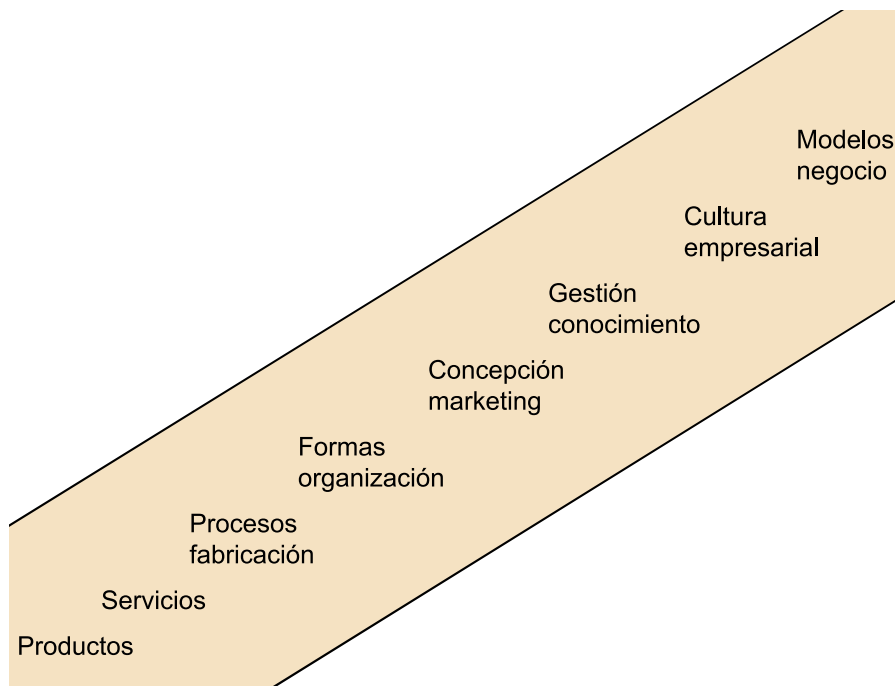 Modelos
negocio
Cultura
empresarial
Gestión
conocimiento
Concepción
marketing
Formas
organización
Procesos
fabricación
Servicios
Productos